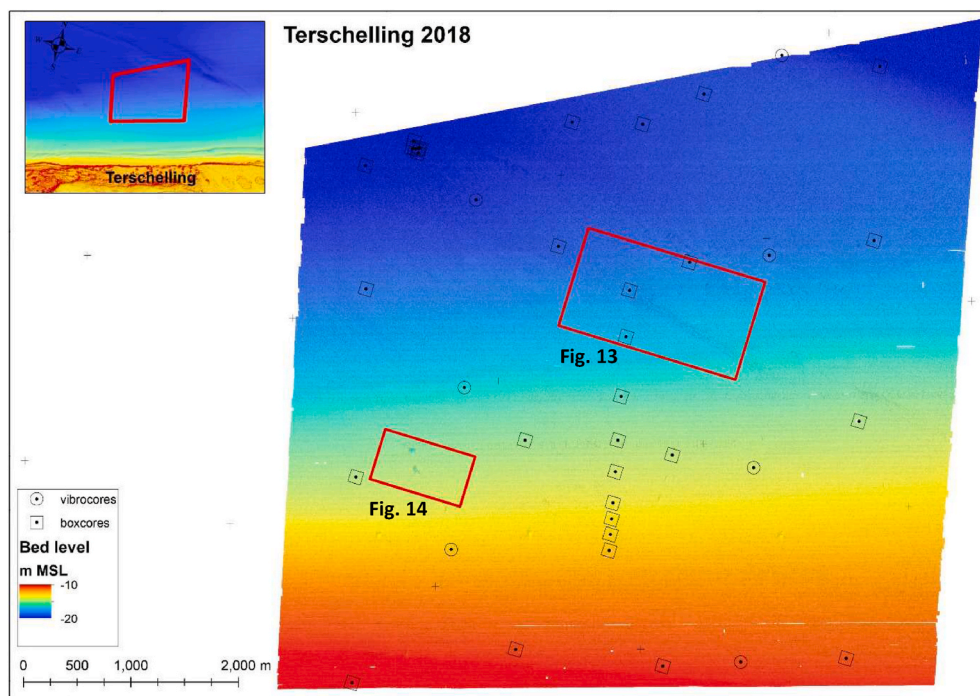 Terschelling 2018
N
W
E
S
Terschelling
Fig. 13
Fig. 14
vibrocores
boxcores
Bed level
m MSL
-10
-20
0 500 1,000 2,000 m